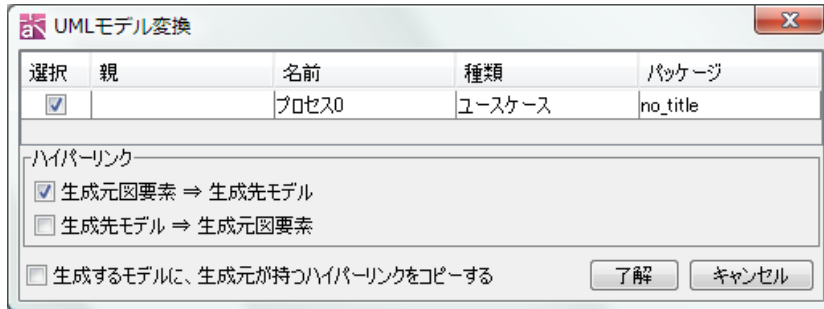 UMLモデル変換
選択 親 名前 種類 パッケージ
プロセス0 ユースケース no_title
ハイパーリンク
生成元図要素 ⇒ 生成先モデル
生成先モデル ⇒ 生成元図要素
生成するモデルに、生成元が持つハイパーリンクをコピーする 了解 キャンセル